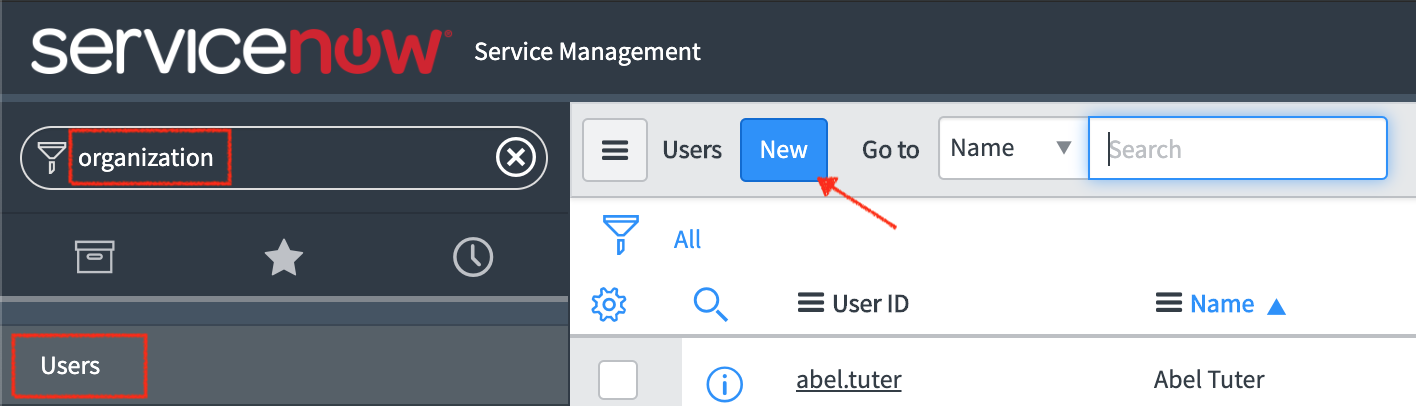 servicenow Service Management
organization
Users New Go to Name Search
All
User ID Name
Users
abel.tuter Abel Tuter